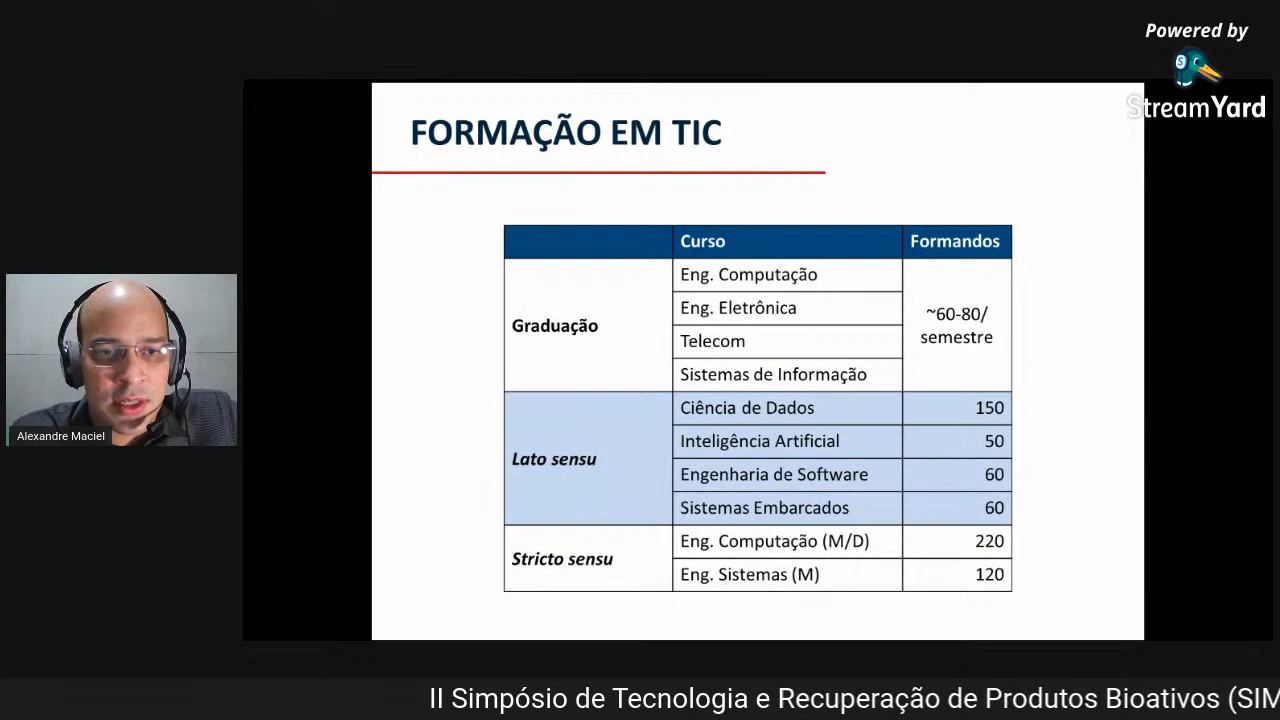 Powered by
StreamYard
FORMAÇÃO EM TIC
Curso Formandos
Graduação
Eng. Computação
Eng. Eletrônica
Telecom
Sistemas de Informação
~60-80/
semestre
Lato sensu
Ciência de Dados 150
Inteligência Artificial 50
Engenharia de Software 60
Sistemas Embarcados 60
Stricto sensu
Eng. Computação (M/D) 220
Eng. Sistemas (M) 120
Alexandre Maciel
II Simpósio de Tecnologia e Recuperação de Produtos Bioativos (SIM